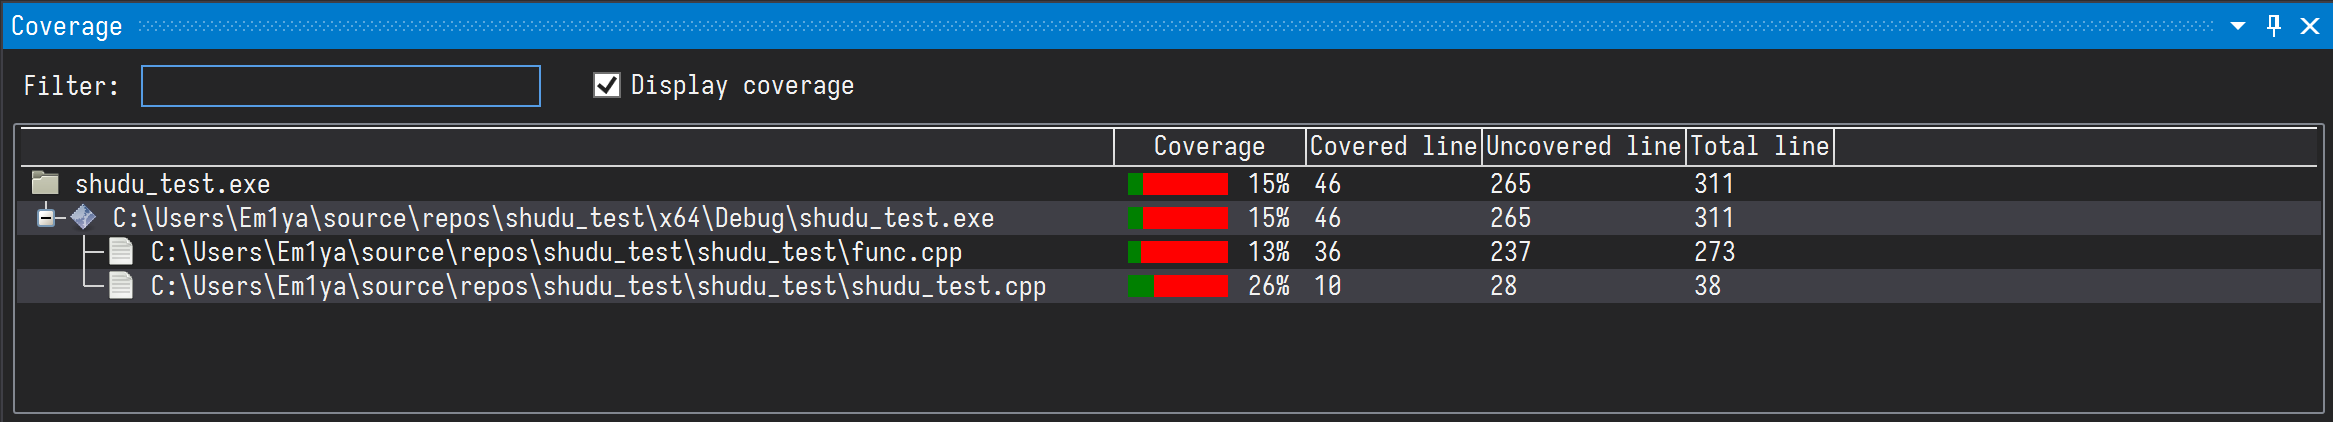 Coverage
Filter: Display coverage
Coverage Covered line Uncovered line Total line
shudu_test.exe 15% 46 265 311
C:\Users\Em1ya\source\repos\shudu_test\x64\Debug\shudu_test.exe 15% 46 265 311
C:\Users\Em1ya\source\repos\shudu_test\shudu_test\func.cpp 13% 36 237 273
C:\Users\Em1ya\source\repos\shudu_test\shudu_test\shudu_test.cpp 26% 10 28 38